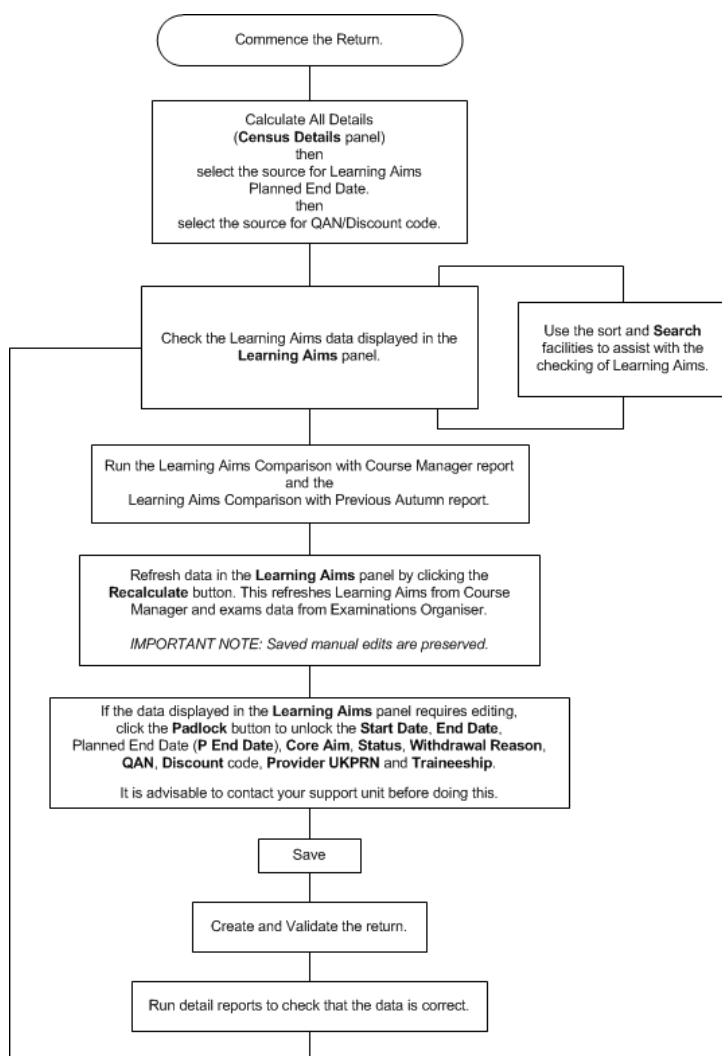 Commence the Return.
Calculate All Details
(Census Details panel)
then
select the source for Learning Aims
Planned End Date.
then
select the source for QAN/Discount code.
Check the Learning Aims data displayed in the
Learning Aims panel.
Use the sort and Search
facilities to assist with the
checking of Learning Aims.
Run the Learning Aims Comparison with Course Manager report
and the
Learning Aims Comparison with Previous Autumn report.
Refresh data in the Learning Aims panel by clicking the
Recalculate button. This refreshes Learning Aims from Course
Manager and exams data from Examinations Organiser.
IMPORTANT NOTE: Saved manual edits are preserved.
If the data displayed in the Learning Aims panel requires editing,
click the Padlock button to unlock the Start Date, End Date,
Planned End Date (P End Date), Core Aim, Status, Withdrawal Reason,
QAN, Discount code, Provider UKPRN and Traineeship.
It is advisable to contact your support unit before doing this.
Save
Create and Validate the return.
Run detail reports to check that the data is correct.